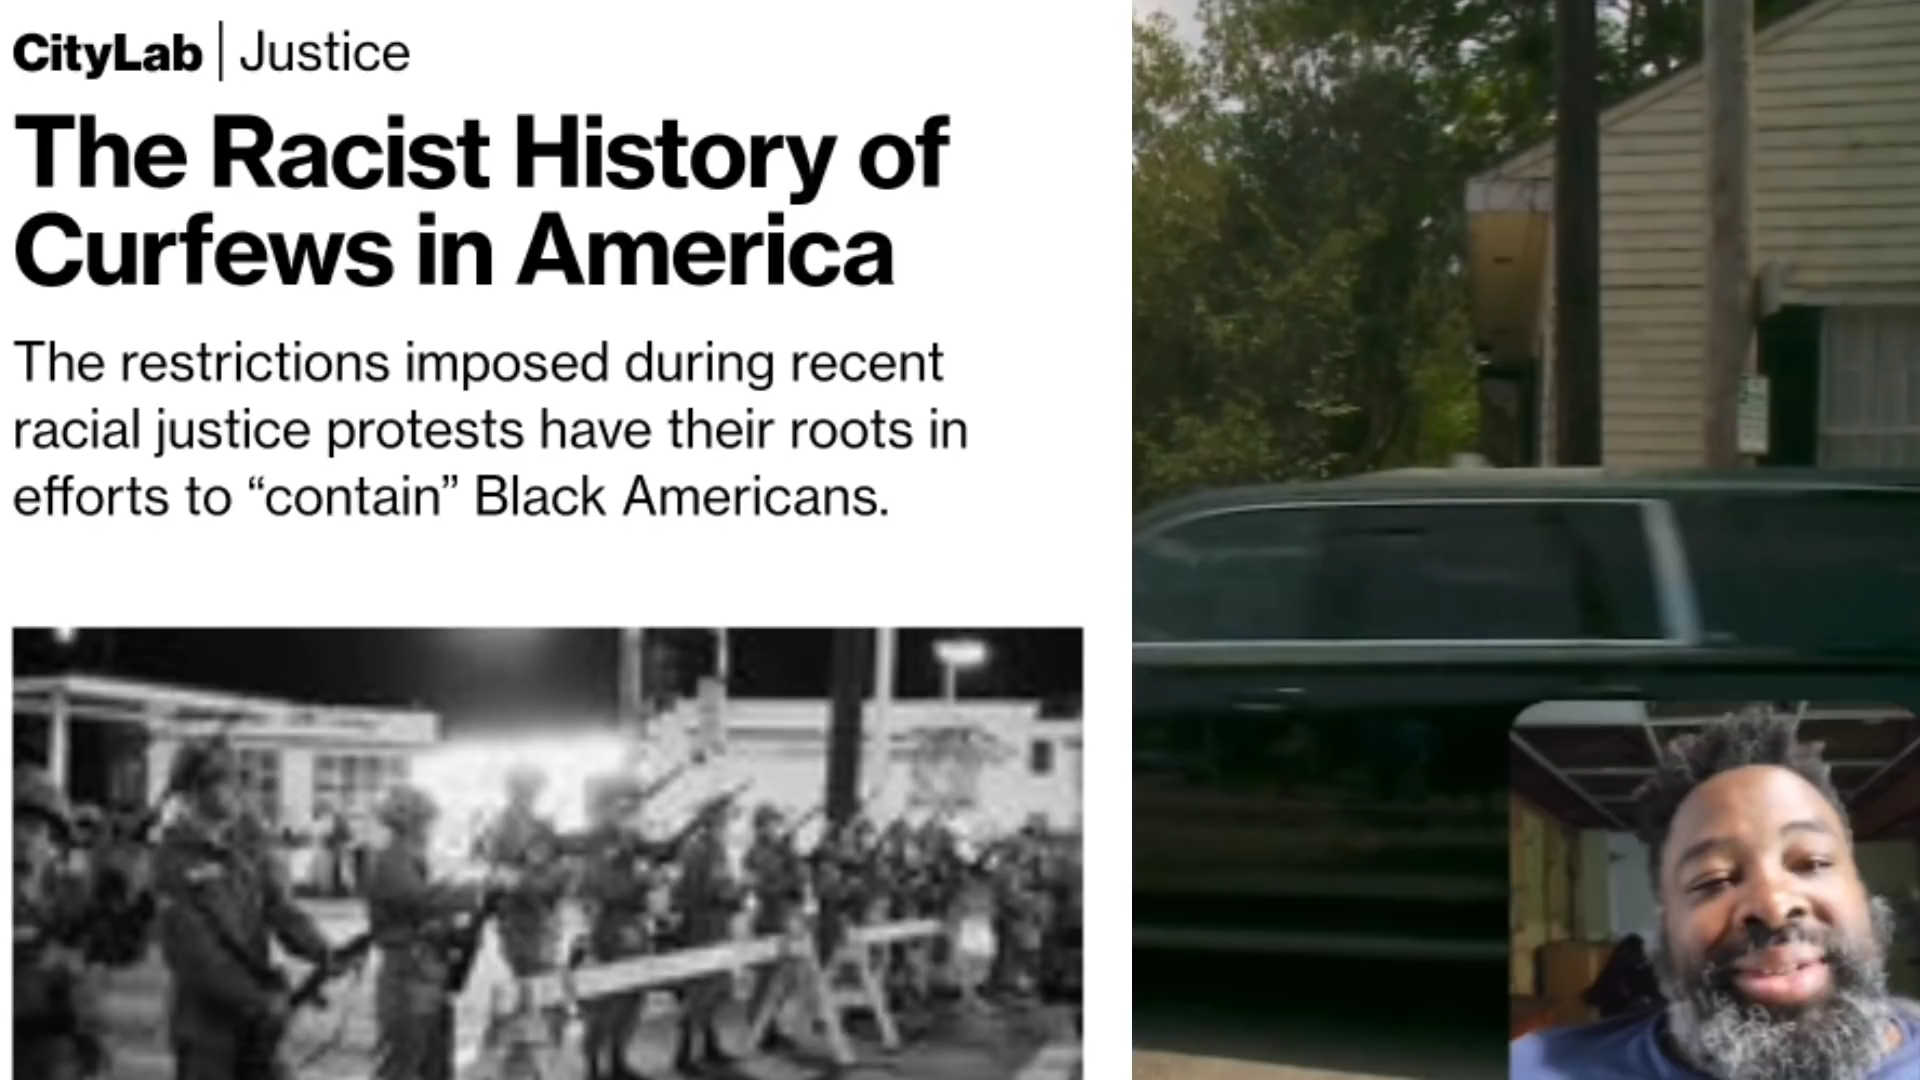 CityLab | Justice
The Racist History of
Curfews in America
The restrictions imposed during recent
racial justice protests have their roots in
efforts to “contain” Black Americans.